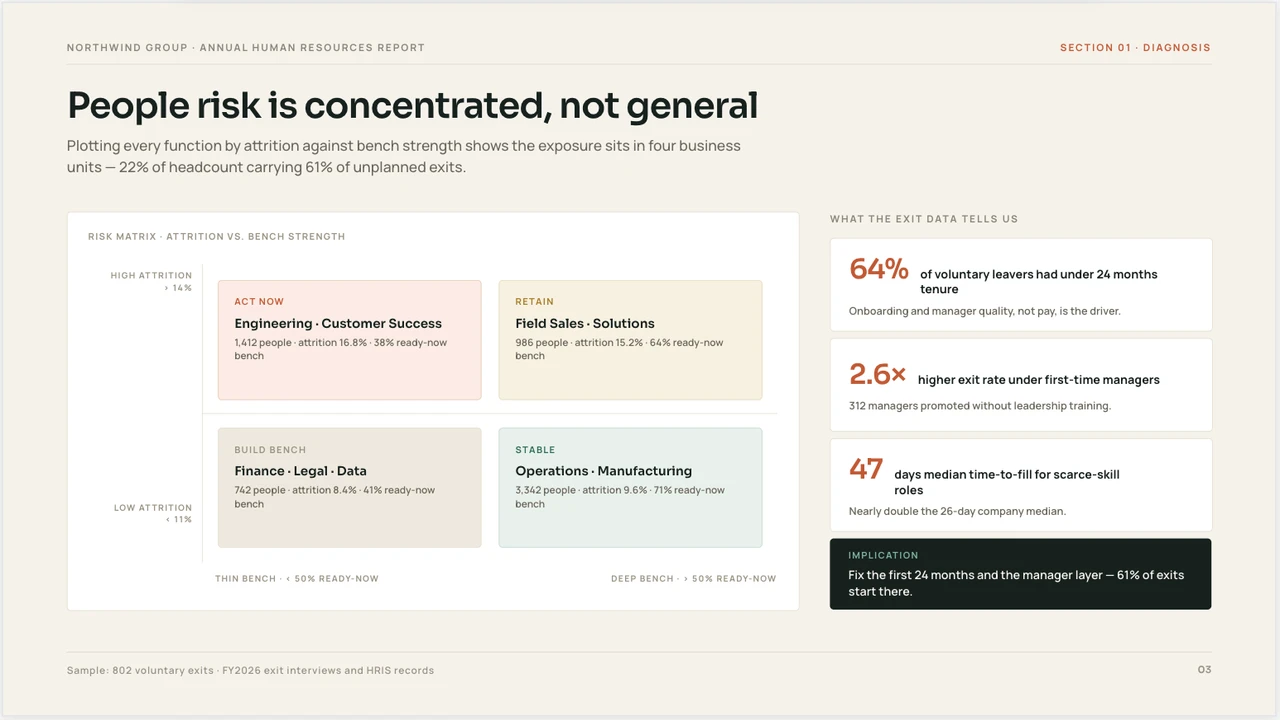 NORTHWIND GROUP · ANNUAL HUMAN RESOURCES REPORT
SECTION 01 · DIAGNOSIS
People risk is concentrated, not general
Plotting every function by attrition against bench strength shows the exposure sits in four business
units — 22% of headcount carrying 61% of unplanned exits.
RISK MATRIX · ATTRITION VS. BENCH STRENGTH
HIGH ATTRITION
› 14%
ACT NOW
Engineering · Customer Success
1,412 people · attrition 16.8% · 38% ready-now
bench
RETAIN
Field Sales · Solutions
986 people · attrition 15.2% · 64% ready-now
bench
BUILD BENCH
Finance · Legal · Data
742 people · attrition 8.4% · 41% ready-now
bench
STABLE
Operations · Manufacturing
3,342 people · attrition 9.6% · 71% ready-now
bench
LOW ATTRITION
‹ 11%
THIN BENCH · ‹ 50% READY-NOW
DEEP BENCH · › 50% READY-NOW
WHAT THE EXIT DATA TELLS US
64% of voluntary leavers had under 24 months
tenure
Onboarding and manager quality, not pay, is the driver.
2.6× higher exit rate under first-time managers
312 managers promoted without leadership training.
47 days median time-to-fill for scarce-skill
roles
Nearly double the 26-day company median.
IMPLICATION
Fix the first 24 months and the manager layer — 61% of exits
start there.
Sample: 802 voluntary exits · FY2026 exit interviews and HRIS records
03